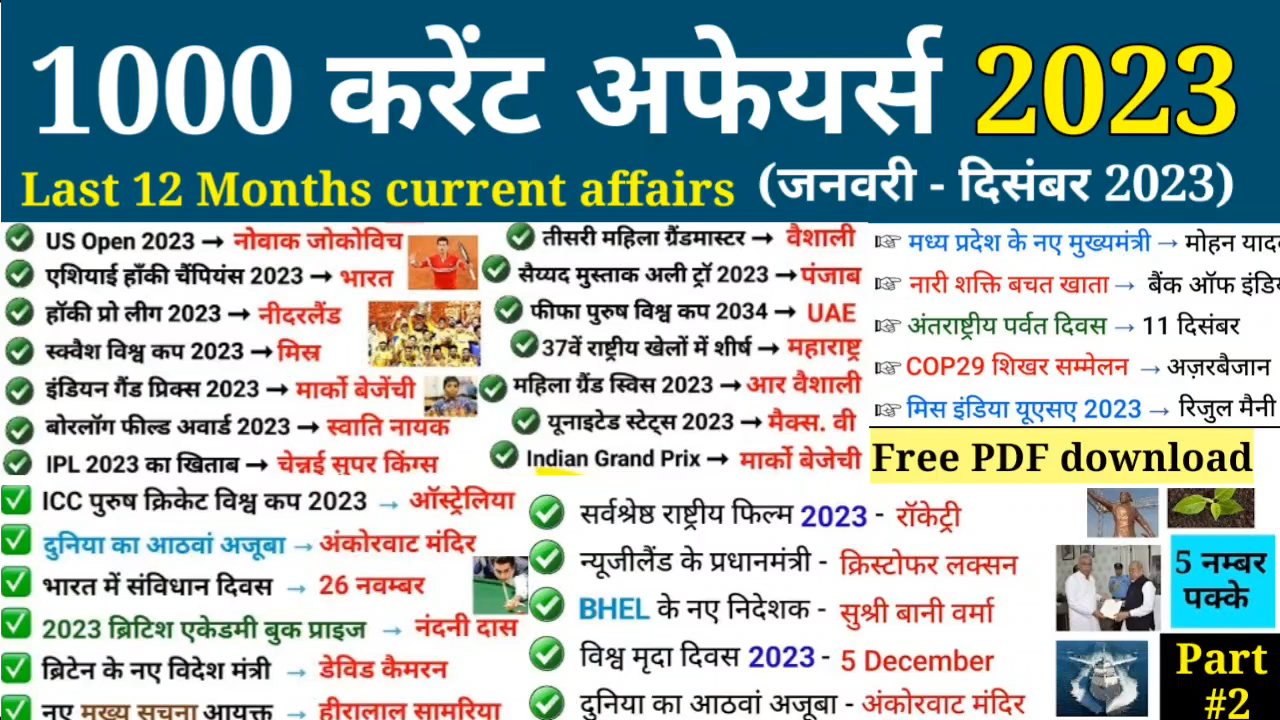 1000 करेंट अफेयर्स 2023
Last 12 Months current affairs (जनवरी - दिसंबर 2023)
US Open 2023 → नोवाक जोकोविच
एशियाई हॉकी चैंपियंस 2023 → भारत
हॉकी प्रो लीग 2023 → नीदरलैंड
स्क्वैश विश्व कप 2023 → मिस्र
इंडियन गैंड प्रिक्स 2023 → मार्को बेजेंची
बोरलॉग फील्ड अवार्ड 2023 → स्वाति नायक
IPL 2023 का खिताब → चेन्नई सुपर किंग्स
तीसरी महिला ग्रैंडमास्टर → वैशाली
सैय्यद मुस्ताक अली ट्रॉ 2023 → पंजाब
फीफा पुरुष विश्व कप 2034 → UAE
37वें राष्ट्रीय खेलों में शीर्ष → महाराष्ट्र
महिला ग्रैंड स्विस 2023 → आर वैशाली
यूनाइटेड स्टेट्स 2023 → मैक्स. वी
Indian Grand Prix → मार्को बेजेची
☞ मध्य प्रदेश के नए मुख्यमंत्री → मोहन याद
☞ नारी शक्ति बचत खाता → बैंक ऑफ इंडि
☞ अंतराष्ट्रीय पर्वत दिवस → 11 दिसंबर
☞ COP29 शिखर सम्मेलन → अज़रबैजान
☞ मिस इंडिया यूएसए 2023 → रिजुल मैनी
Free PDF download
ICC पुरुष क्रिकेट विश्व कप 2023 → ऑस्ट्रेलिया
दुनिया का आठवां अजूबा → अंकोरवाट मंदिर
भारत में संविधान दिवस → 26 नवम्बर
2023 ब्रिटिश एकेडमी बुक प्राइज → नंदनी दास
ब्रिटेन के नए विदेश मंत्री → डेविड कैमरन
नए मुख्य सूचना आयुक्त → हीरालाल सामरिया
सर्वश्रेष्ठ राष्ट्रीय फिल्म 2023 - रॉकेट्री
न्यूजीलैंड के प्रधानमंत्री - क्रिस्टोफर लक्सन
BHEL के नए निदेशक - सुश्री बानी वर्मा
विश्व मृदा दिवस 2023 - 5 December
दुनिया का आठवां अजूबा - अंकोरवाट मंदिर
5 नम्बर
पक्के
Part
#2